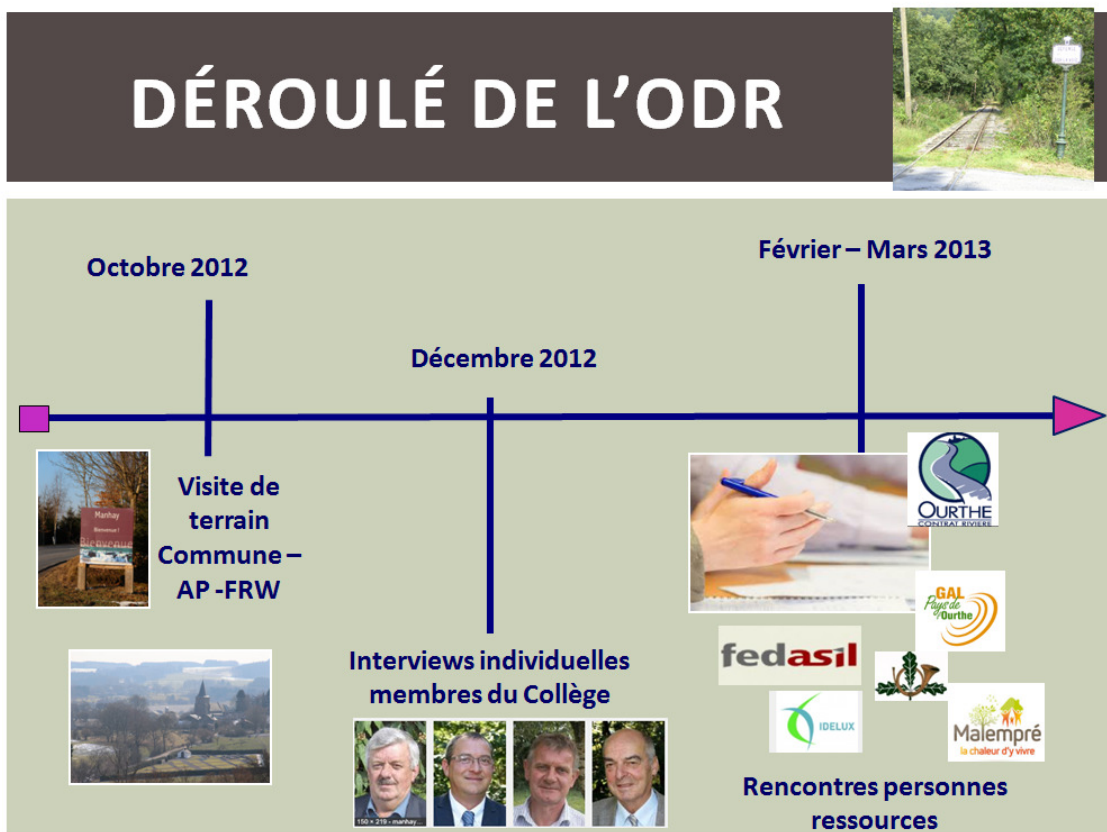 DÉROULÉ DE L'ODR
Octobre 2012
Décembre 2012
Février – Mars 2013
Manhay
Bienvenue !
Bienvenue
Visite de
terrain
Commune –
AP -FRW
Interviews individuelles
membres du Collège
150 × 219 - manhay...
OURTHE
CONTRAT RIVIERE
GAL
Pays de
l'Ourthe
fedasil
IDELUX
Malempré
la chaleur d'y vivre
Rencontres personnes
ressources